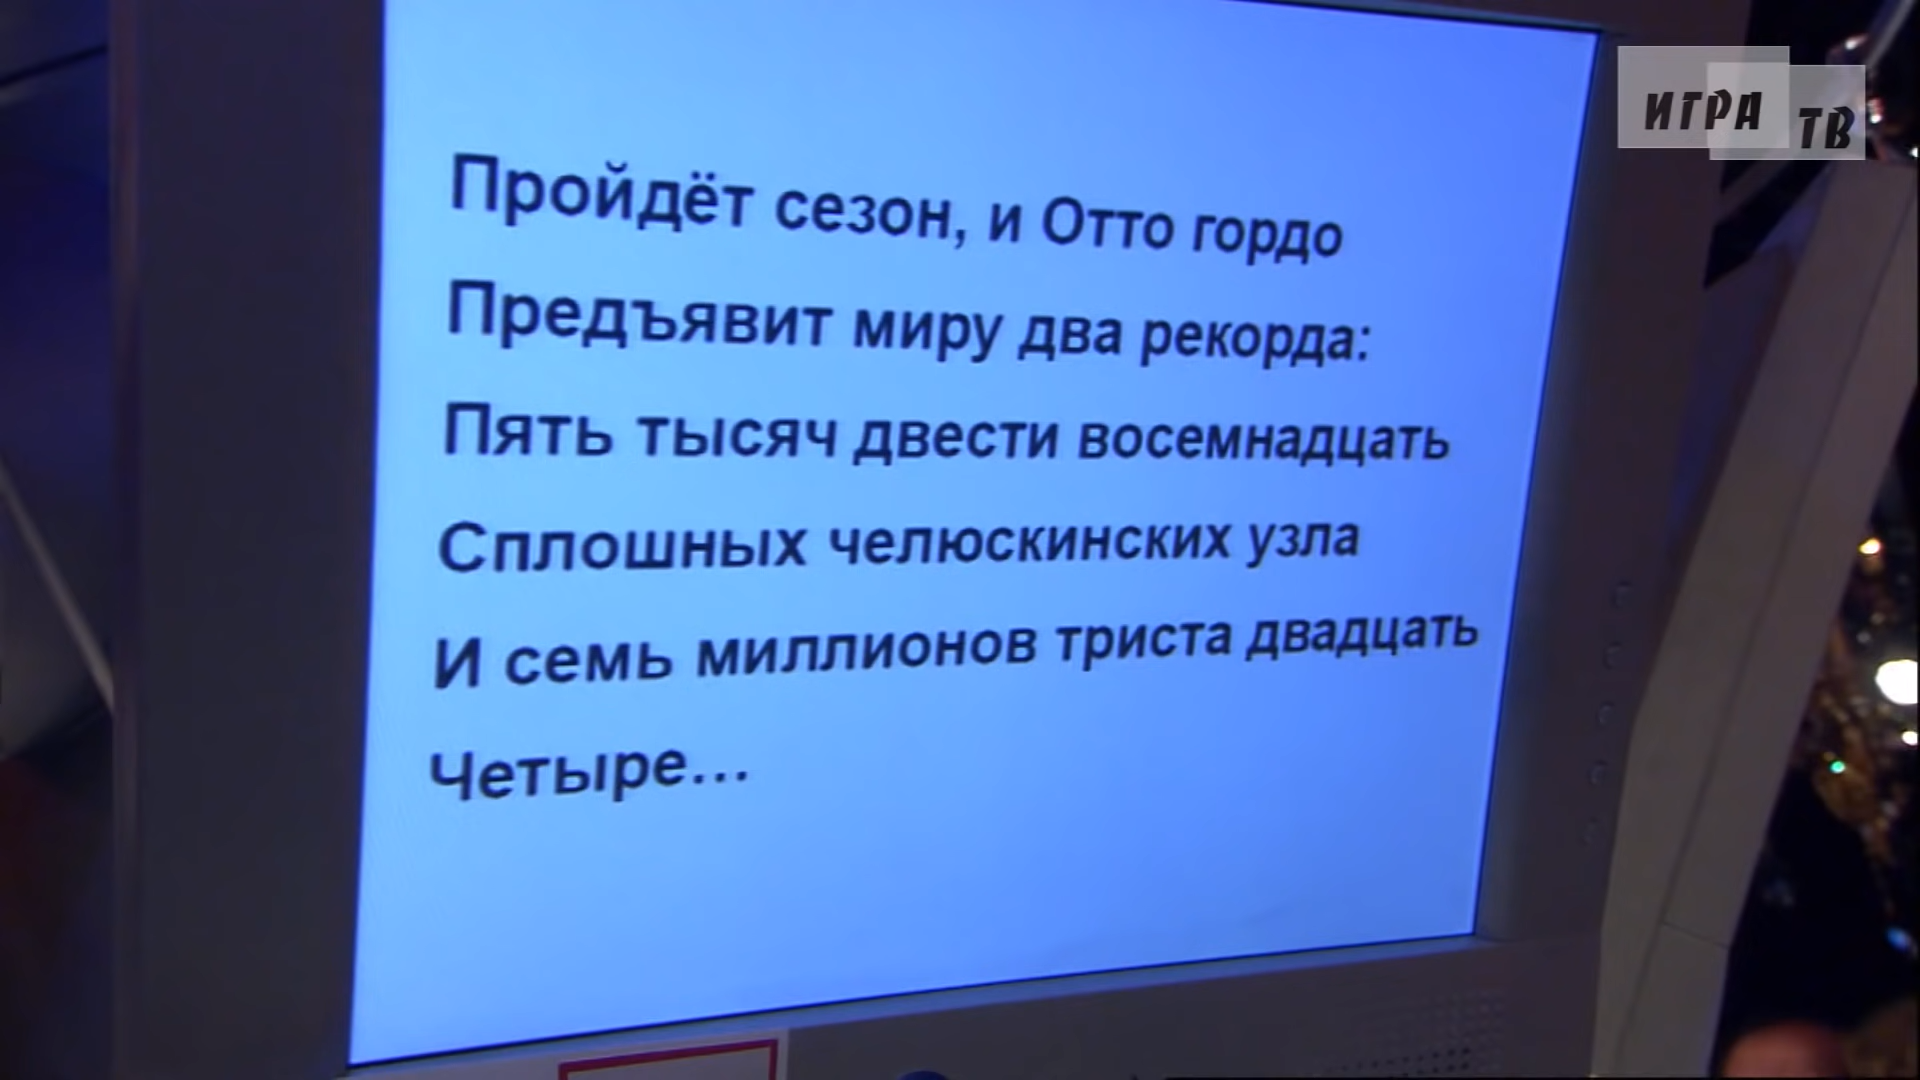 ИГРА ТВ
Пройдёт сезон, и Отто гордо
Предъявит миру два рекорда:
Пять тысяч двести восемнадцать
Сплошных челюскинских узла
И семь миллионов триста двадцать
Четыре...